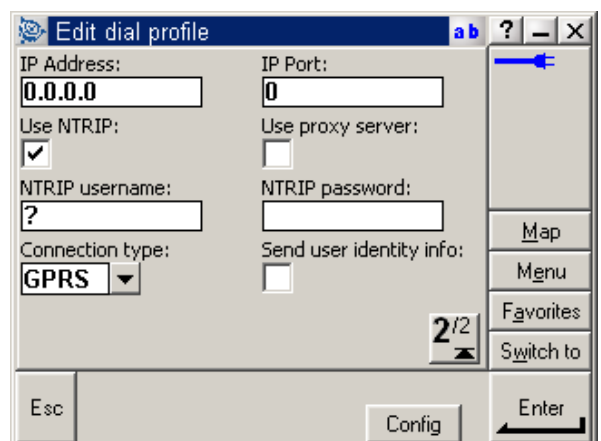 Edit dial profile ab ? – ×
IP Address: IP Port:
0.0.0.0 0
Use NTRIP: Use proxy server:
NTRIP username: NTRIP password:
?
Map
Connection type: Send user identity info:
GPRS
Menu
Favorites
2/2
Switch to
Esc Config Enter